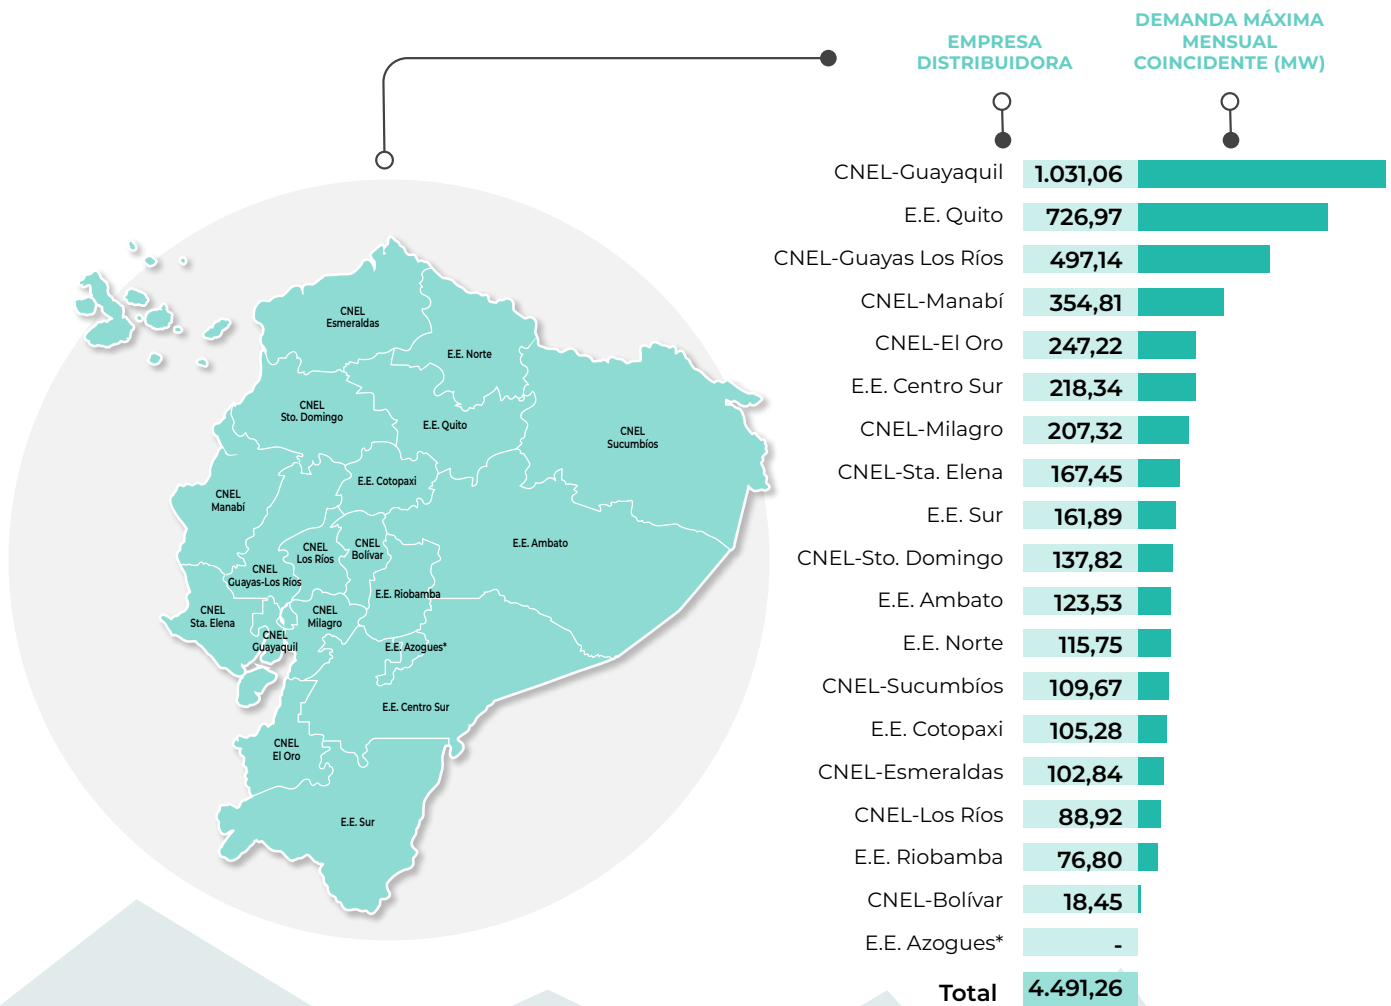 EMPRESA
DISTRIBUIDORA
DEMANDA MÁXIMA
MENSUAL
COINCIDENTE (MW)
CNEL-Guayaquil 1.031,06
E.E. Quito 726,97
CNEL-Guayas Los Ríos 497,14
CNEL-Manabí 354,81
CNEL-El Oro 247,22
E.E. Centro Sur 218,34
CNEL-Milagro 207,32
CNEL-Sta. Elena 167,45
E.E. Sur 161,89
CNEL-Sto. Domingo 137,82
E.E. Ambato 123,53
E.E. Norte 115,75
CNEL-Sucumbíos 109,67
E.E. Cotopaxi 105,28
CNEL-Esmeraldas 102,84
CNEL-Los Ríos 88,92
E.E. Riobamba 76,80
CNEL-Bolívar 18,45
E.E. Azogues* -
Total 4.491,26
CNEL
Esmeraldas
E.E. Norte
CNEL
Sto. Domingo
E.E. Quito
CNEL
Sucumbíos
E.E. Cotopaxi
CNEL
Manabí
CNEL
Los Ríos
CNEL
Bolívar
E.E. Ambato
CNEL
Guayas-Los Ríos
E.E. Riobamba
CNEL
Sta. Elena
CNEL
Milagro
CNEL
Guayaquil
E.E. Azogues*
E.E. Centro Sur
CNEL
El Oro
E.E. Sur